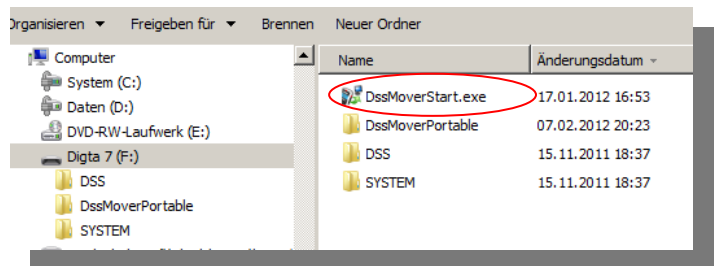 Organisieren Freigeben für Brennen Neuer Ordner
Computer
System (C:)
Daten (D:)
DVD-RW-Laufwerk (E:)
Digta 7 (F:)
DSS
DssMoverPortable
SYSTEM
Name Änderungsdatum
DssMoverStart.exe 17.01.2012 16:53
DssMoverPortable 07.02.2012 20:23
DSS 15.11.2011 18:37
SYSTEM 15.11.2011 18:37